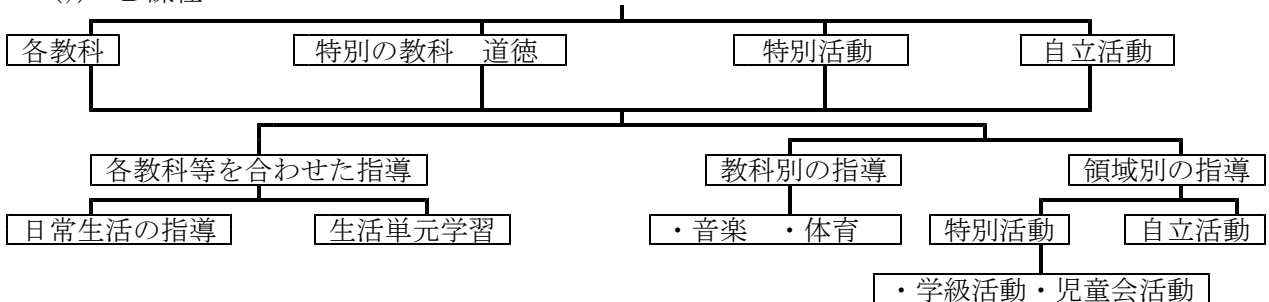 各教科 特別の教科 道徳 特別活動 自立活動
各教科等を合わせた指導 教科別の指導 領域別の指導
日常生活の指導 生活単元学習 ・音楽 ・体育 特別活動 自立活動
・学級活動・児童会活動